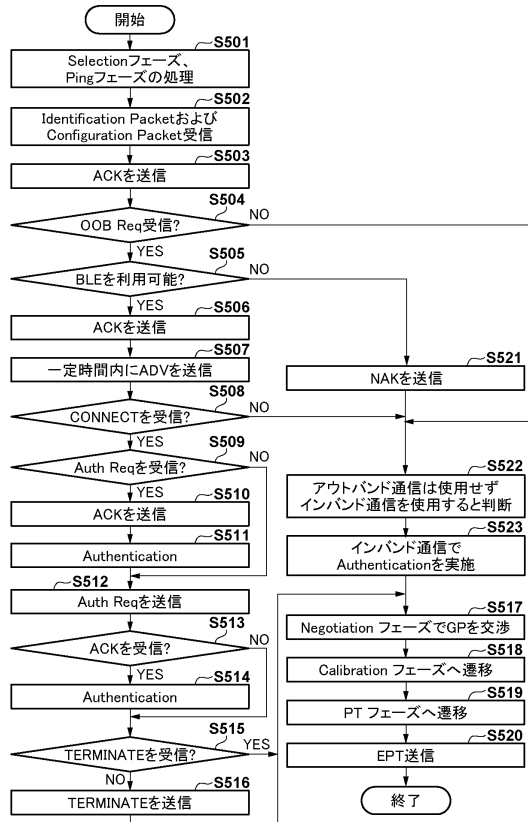 開始
S501
Selectionフェーズ、
Pingフェーズの処理
S502
Identification Packetおよび
Configuration Packet受信
S503
ACKを送信
S504
OOB Req受信?
NO
YES
S505
BLEを利用可能?
NO
YES
S506
ACKを送信
S507
一定時間内にADVを送信
S508
CONNECTを受信?
NO
YES
S509
Auth Reqを受信?
NO
YES
S510
ACKを送信
S511
Authentication
S512
Auth Reqを送信
S513
ACKを受信?
NO
YES
S514
Authentication
S515
TERMINATEを受信?
YES
NO
S516
TERMINATEを送信
S521
NAKを送信
S522
アウトバンド通信は使用せず
インバンド通信を使用すると判断
S523
インバンド通信で
Authenticationを実施
S517
Negotiation フェーズでGPを交渉
S518
Calibration フェーズへ遷移
S519
PT フェーズへ遷移
S520
EPT送信
終了